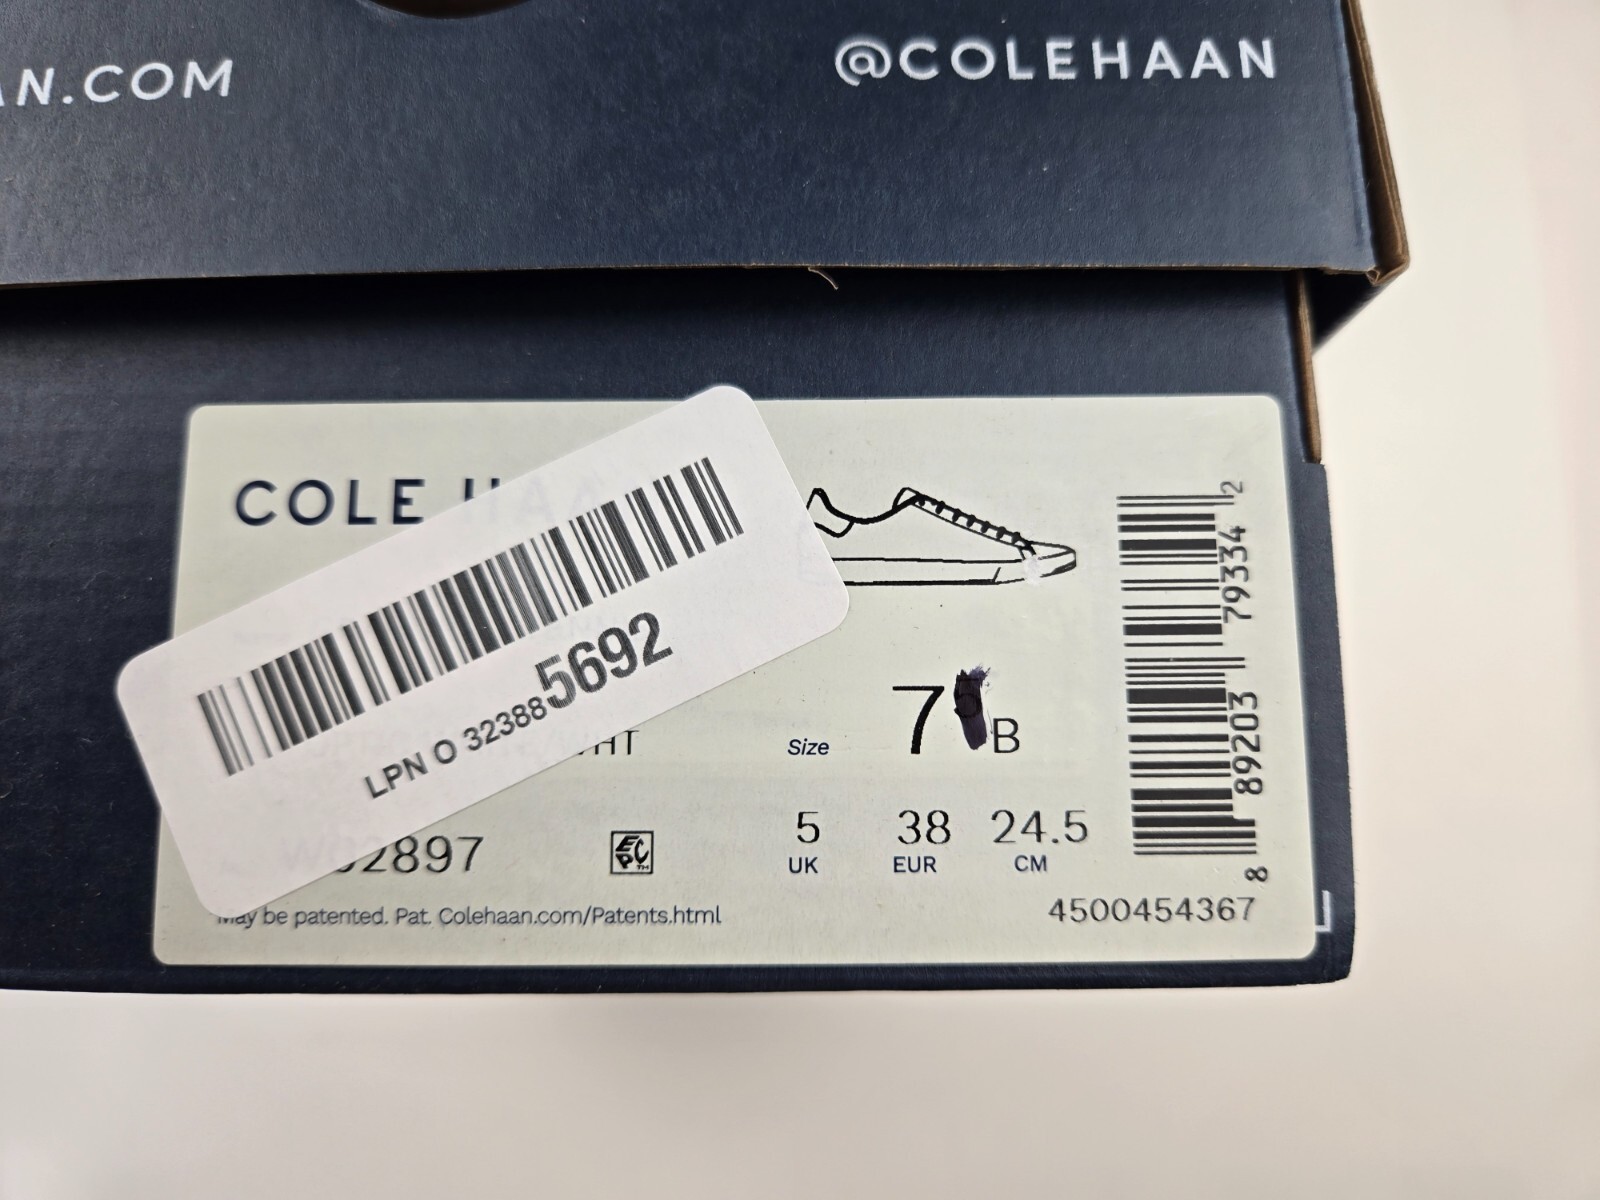 @COLEHAAN
COLE
LPN O 323885692
Size 7 B
2897
5 38 24.5
UK EUR CM
May be patented. Pat. Colehaan.com/Patents.html
4500454367
8 89203 79334 2